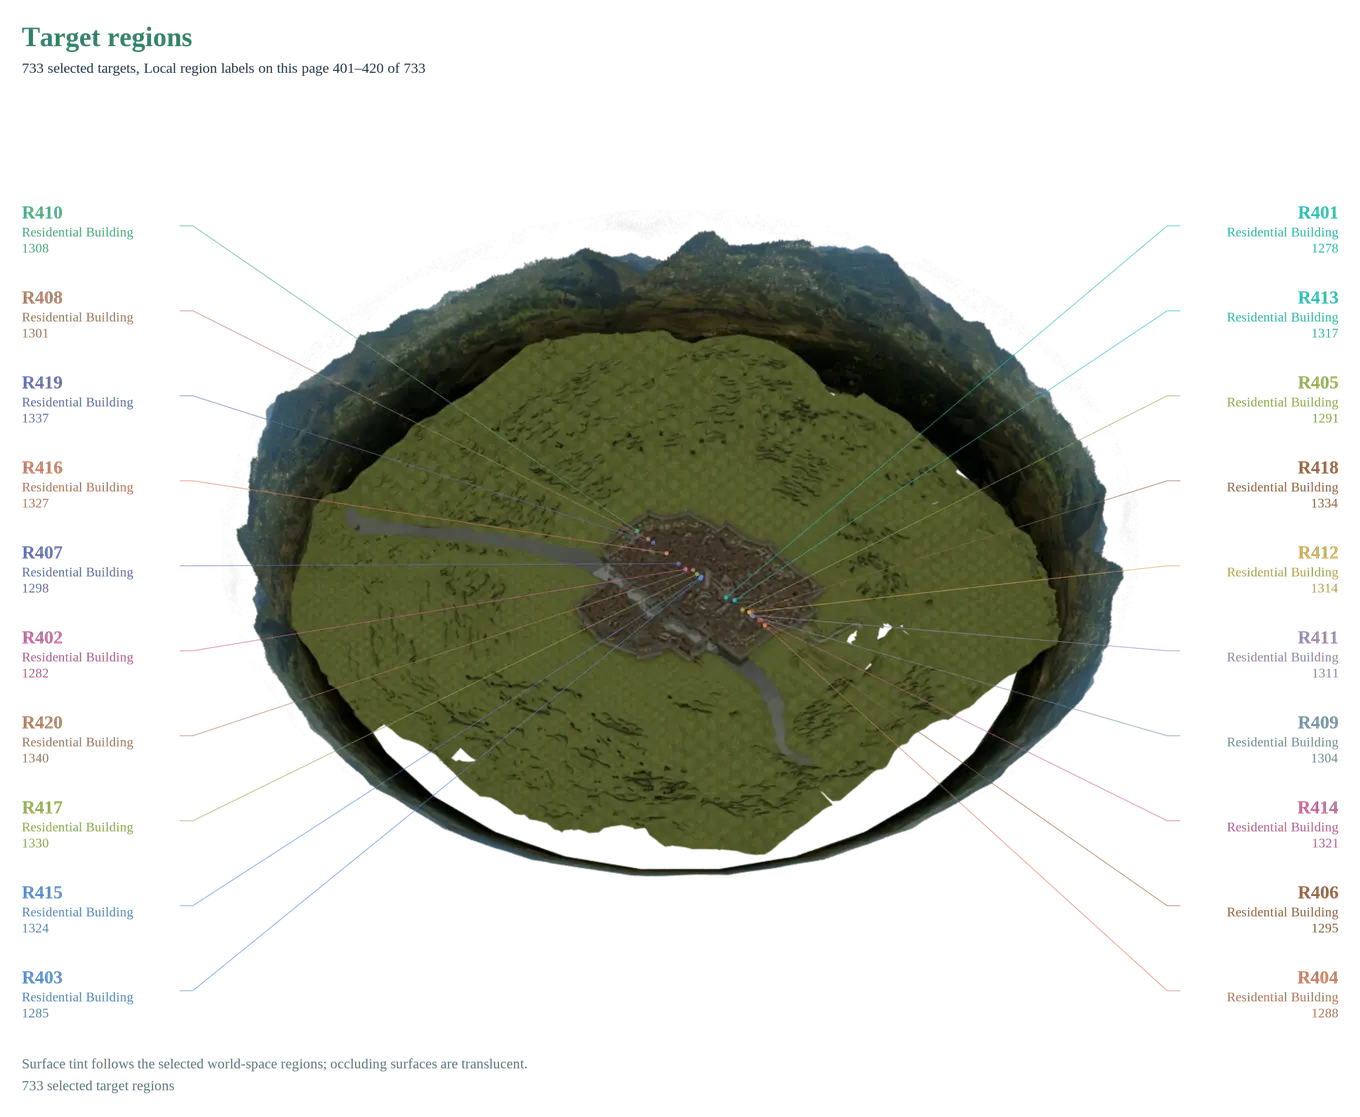 Target regions
733 selected targets, Local region labels on this page 401–420 of 733
R410
Residential Building
1308
R408
Residential Building
1301
R419
Residential Building
1337
R416
Residential Building
1327
R407
Residential Building
1298
R402
Residential Building
1282
R420
Residential Building
1340
R417
Residential Building
1330
R415
Residential Building
1324
R403
Residential Building
1285
R401
Residential Building
1278
R413
Residential Building
1317
R405
Residential Building
1291
R418
Residential Building
1334
R412
Residential Building
1314
R411
Residential Building
1311
R409
Residential Building
1304
R414
Residential Building
1321
R406
Residential Building
1295
R404
Residential Building
1288
Surface tint follows the selected world-space regions; occluding surfaces are translucent.
733 selected target regions